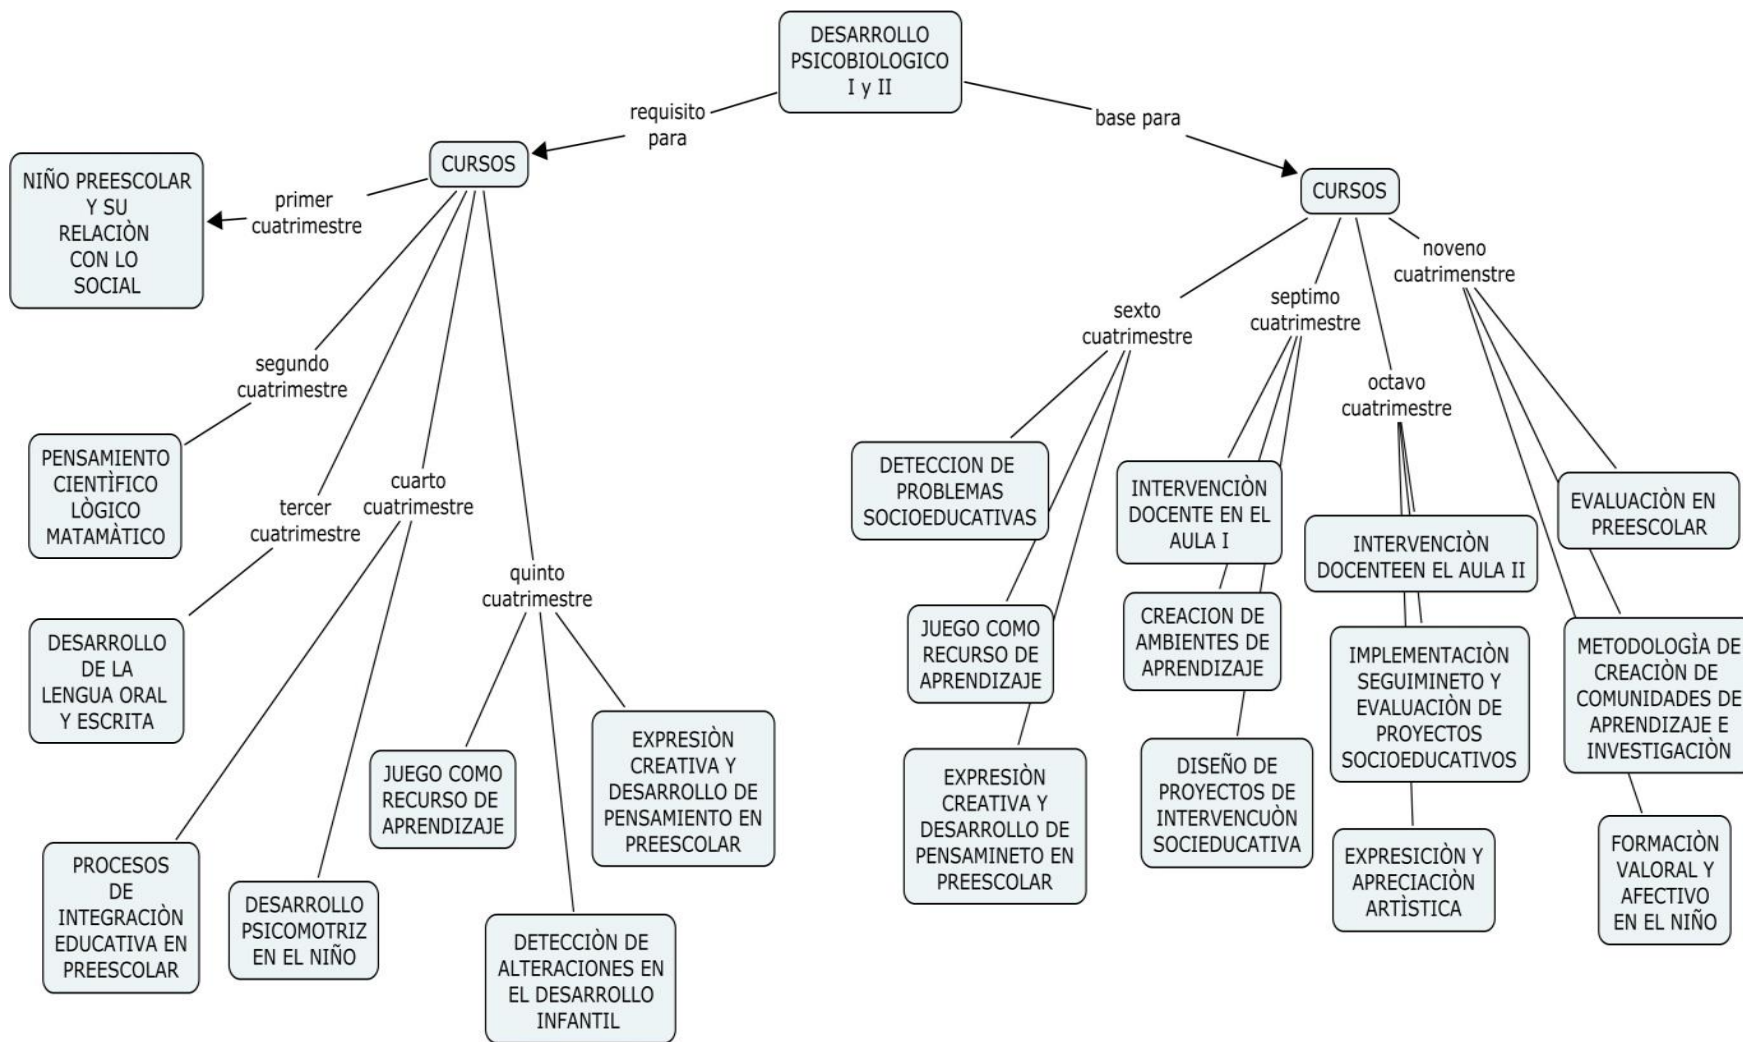 DESARROLLO
PSICOBIOLOGICO
I y II
requisito
para
base para
CURSOS
CURSOS
NIÑO PREESCOLAR
Y SU
RELACIÒN
CON LO
SOCIAL
primer
cuatrimestre
segundo
cuatrimestre
PENSAMIENTO
CIENTÌFICO
LÒGICO
MATAMÀTICO
tercer
cuatrimestre
DESARROLLO
DE LA
LENGUA ORAL
Y ESCRITA
cuarto
cuatrimestre
PROCESOS
DE
INTEGRACIÒN
EDUCATIVA EN
PREESCOLAR
DESARROLLO
PSICOMOTRIZ
EN EL NIÑO
quinto
cuatrimestre
JUEGO COMO
RECURSO DE
APRENDIZAJE
DETECCIÒN DE
ALTERACIONES EN
EL DESARROLLO
INFANTIL
EXPRESIÒN
CREATIVA Y
DESARROLLO DE
PENSAMIENTO EN
PREESCOLAR
sexto
cuatrimestre
DETECCION DE
PROBLEMAS
SOCIOEDUCATIVAS
JUEGO COMO
RECURSO DE
APRENDIZAJE
EXPRESIÒN
CREATIVA Y
DESARROLLO DE
PENSAMINETO EN
PREESCOLAR
septimo
cuatrimestre
INTERVENCIÒN
DOCENTE EN EL
AULA I
CREACION DE
AMBIENTES DE
APRENDIZAJE
DISEÑO DE
PROYECTOS DE
INTERVENCUÒN
SOCIEDUCATIVA
octavo
cuatrimestre
INTERVENCIÒN
DOCENTEEN EL AULA II
IMPLEMENTACIÒN
SEGUIMINETO Y
EVALUACIÒN DE
PROYECTOS
SOCIOEDUCATIVOS
EXPRESICIÒN Y
APRECIACIÒN
ARTÌSTICA
noveno
cuatrimenstre
EVALUACIÒN EN
PREESCOLAR
METODOLOGÌA DE
CREACIÒN DE
COMUNIDADES DE
APRENDIZAJE E
INVESTIGACIÒN
FORMACIÒN
VALORAL Y
AFECTIVO
EN EL NIÑO